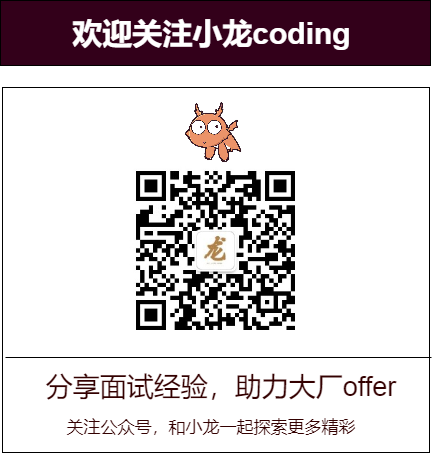 欢迎关注小龙coding
龙
分享面试经验，助力大厂offer
关注公众号，和小龙一起探索更多精彩